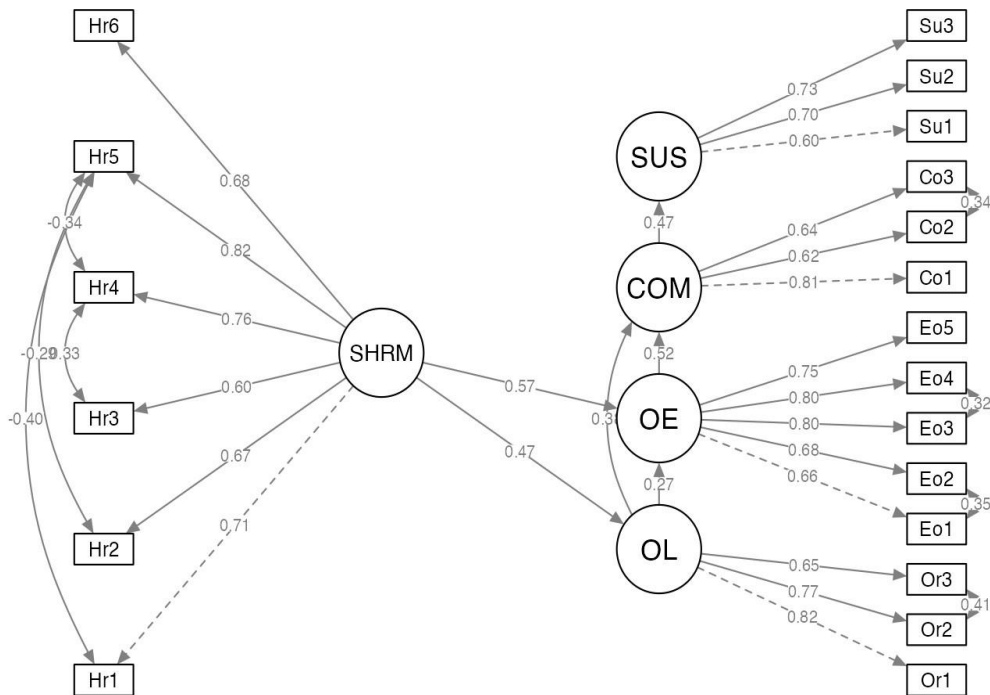 Hr6
Su3
Su2
0.73
0.70
Su1
0.60
Hr5
SUS
Co3
0.68
0.34
-0.34
0.47
0.64
Co2
0.82
0.62
Hr4
COM
0.81
Co1
0.76
Eo5
SHRM
0.52
-0.29
0.75
Eo4
0.60
0.57
0.80
0.32
Hr3
-0.40
OE
0.80
Eo3
0.67
0.47
0.68
Eo2
0.66
0.27
0.35
0.71
Eo1
Hr2
OL
0.65
Or3
0.77
0.41
0.82
Or2
Hr1
Or1